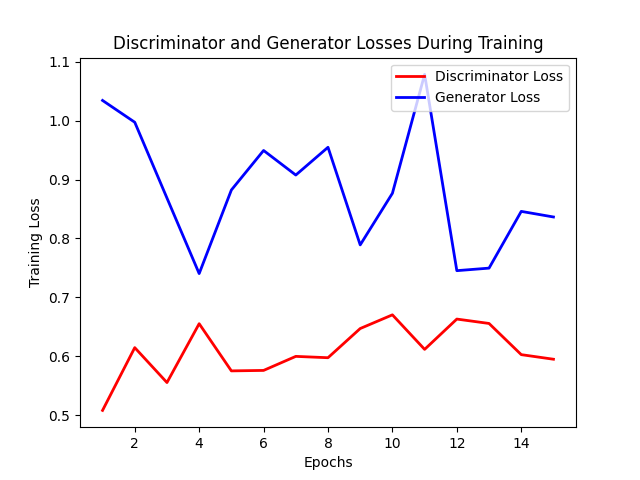 Discriminator and Generator Losses During Training
Discriminator Loss
Generator Loss
Training Loss
1.1
1.0
0.9
0.8
0.7
0.6
0.5
2 4 6 8 10 12 14
Epochs